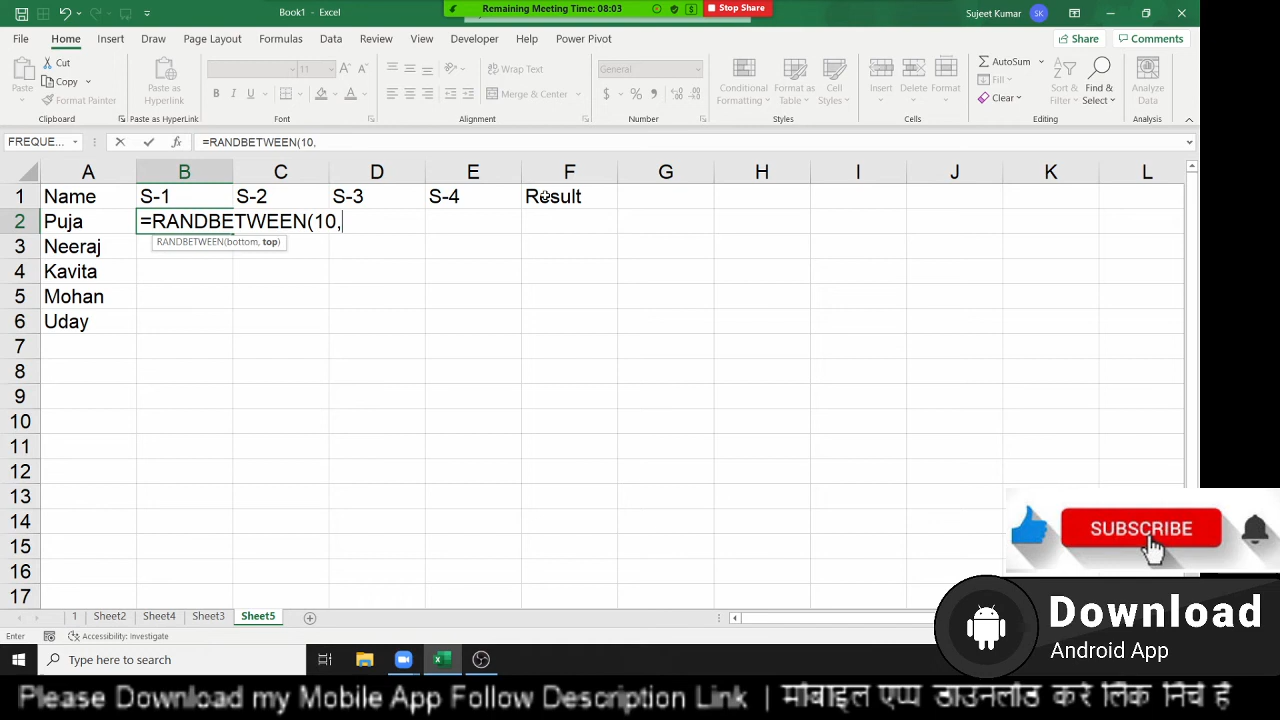 Book1 - Excel
Remaining Meeting Time: 08:03
Stop Share
Sujeet Kumar
SK
File
Home
Insert
Draw
Page Layout
Formulas
Data
Review
View
Developer
Help
Power Pivot
Share
Comments
Paste
Cut
Copy
Format Painter
Clipboard
Paste as
Hyperlink
Paste as Hyperlink
11
B I U
Font
Wrap Text
Merge & Center
Alignment
General
$ % ,
Number
Conditional
Formatting
Format as
Table
Cell
Styles
Styles
Insert
Delete
Format
Cells
AutoSum
Fill
Clear
Sort &
Filter
Find &
Select
Editing
Analyze
Data
Analysis
FREQUE...
fx
=RANDBETWEEN(10,
A B C D E F G H I J K L
1 Name S-1 S-2 S-3 S-4 Result
2 Puja =RANDBETWEEN(10,
RANDBETWEEN(bottom, top)
3 Neeraj
4 Kavita
5 Mohan
6 Uday
7
8
9
10
11
12
13
14
15
16
17
SUBSCRIBE
Download
Android App
1 Sheet2 Sheet4 Sheet3 Sheet5
Enter
Accessibility: Investigate
Type here to search
Please Download my Mobile App Follow Description Link | मोबाइल एप्प डाउनलोड करे लिंक निचे है